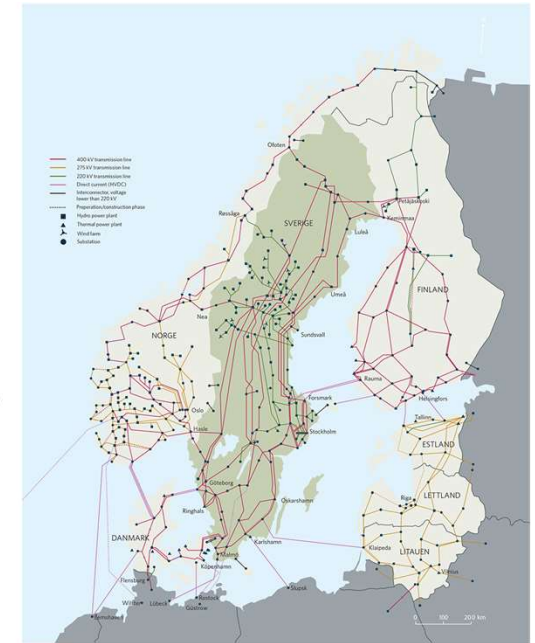 400 kV transmission line
275 kV transmission line
220 kV transmission line
Direct current (HVDC)
Interconnector, voltage
lower than 220 kV
Preparation/construction phase
Hydro power plant
Thermal power plant
Wind farm
Substation
Ofoten
Petäjäskoski
Keminmaa
Røssåga
SVERIGE
Luleå
FINLAND
Umeå
Nea
NORGE
Sundsvall
Rauma
Forsmark
Helsingfors
Oslo
Hasle
Stockholm
Tallinn
ESTLAND
Göteborg
Oskarshamn
Riga
LETTLAND
Ringhals
DANMARK
Karlshamn
Klaipeda
LITAUEN
Malmö
Köpenhamn
Vilnius
Flensburg
Slupsk
Rostock
Lübeck
Güstrow
0 100 200 km